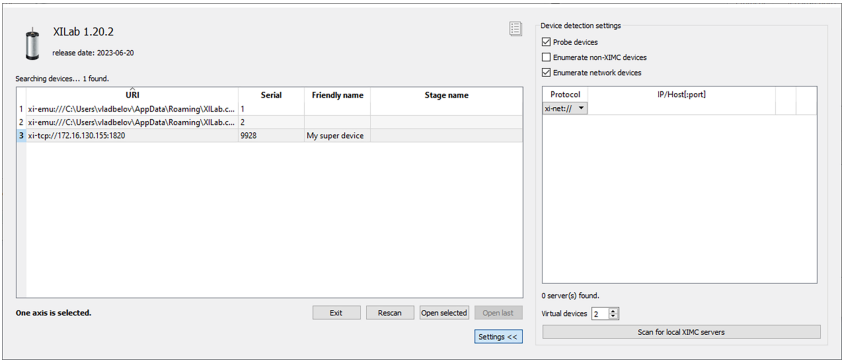 XILab 1.20.2
release date: 2023-06-20
Searching devices... 1 found.
URI Serial Friendly name Stage name
1 xi-emu:///C:\Users\vladbelov\AppData\Roaming\XILab.c... 1
2 xi-emu:///C:\Users\vladbelov\AppData\Roaming\XILab.c... 2
3 xi-tcp://172.16.130.155:1820 9928 My super device
One axis is selected.
Exit Rescan Open selected Open last
Settings <<
Device detection settings
Probe devices
Enumerate non-XIMC devices
Enumerate network devices
Protocol IP/Host[:port]
xi-net://
0 server(s) found.
Virtual devices 2
Scan for local XIMC servers